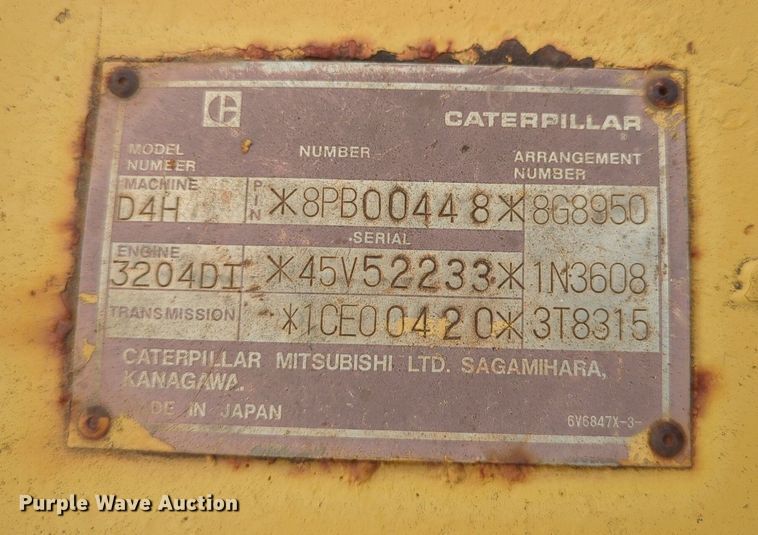 CATERPILLAR
MODEL NUMBER NUMBER ARRANGEMENT NUMBER
MACHINE
D4H PIN *8PB00448* 8G8950
SERIAL
ENGINE
3204DI *45V52233* 1N3608
TRANSMISSION *1CE00420* 3T8315
CATERPILLAR MITSUBISHI LTD. SAGAMIHARA,
KANAGAWA.
DE IN JAPAN 6V6847X-3-
Purple Wave Auction